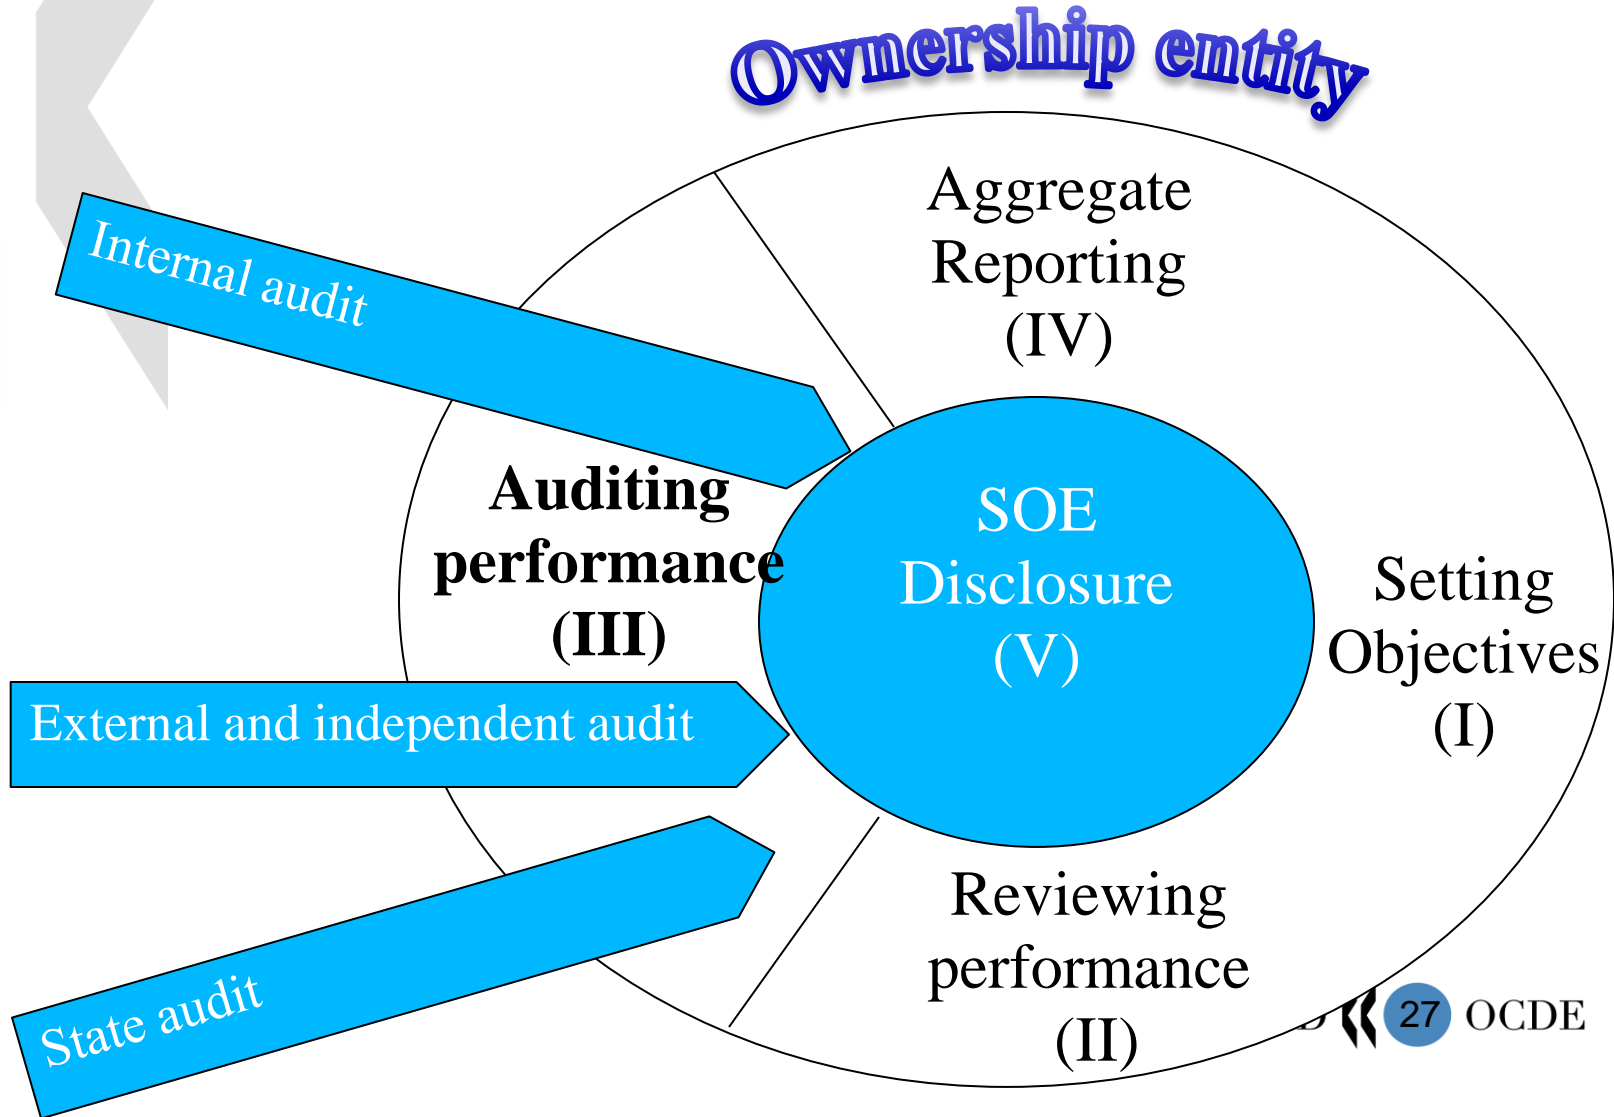 Ownership entity
Aggregate
Reporting
(IV)
Internal audit
Auditing
performance
(III)
SOE
Disclosure
(V)
Setting
Objectives
(I)
External and independent audit
Reviewing
performance
(II)
State audit
27 OCDE